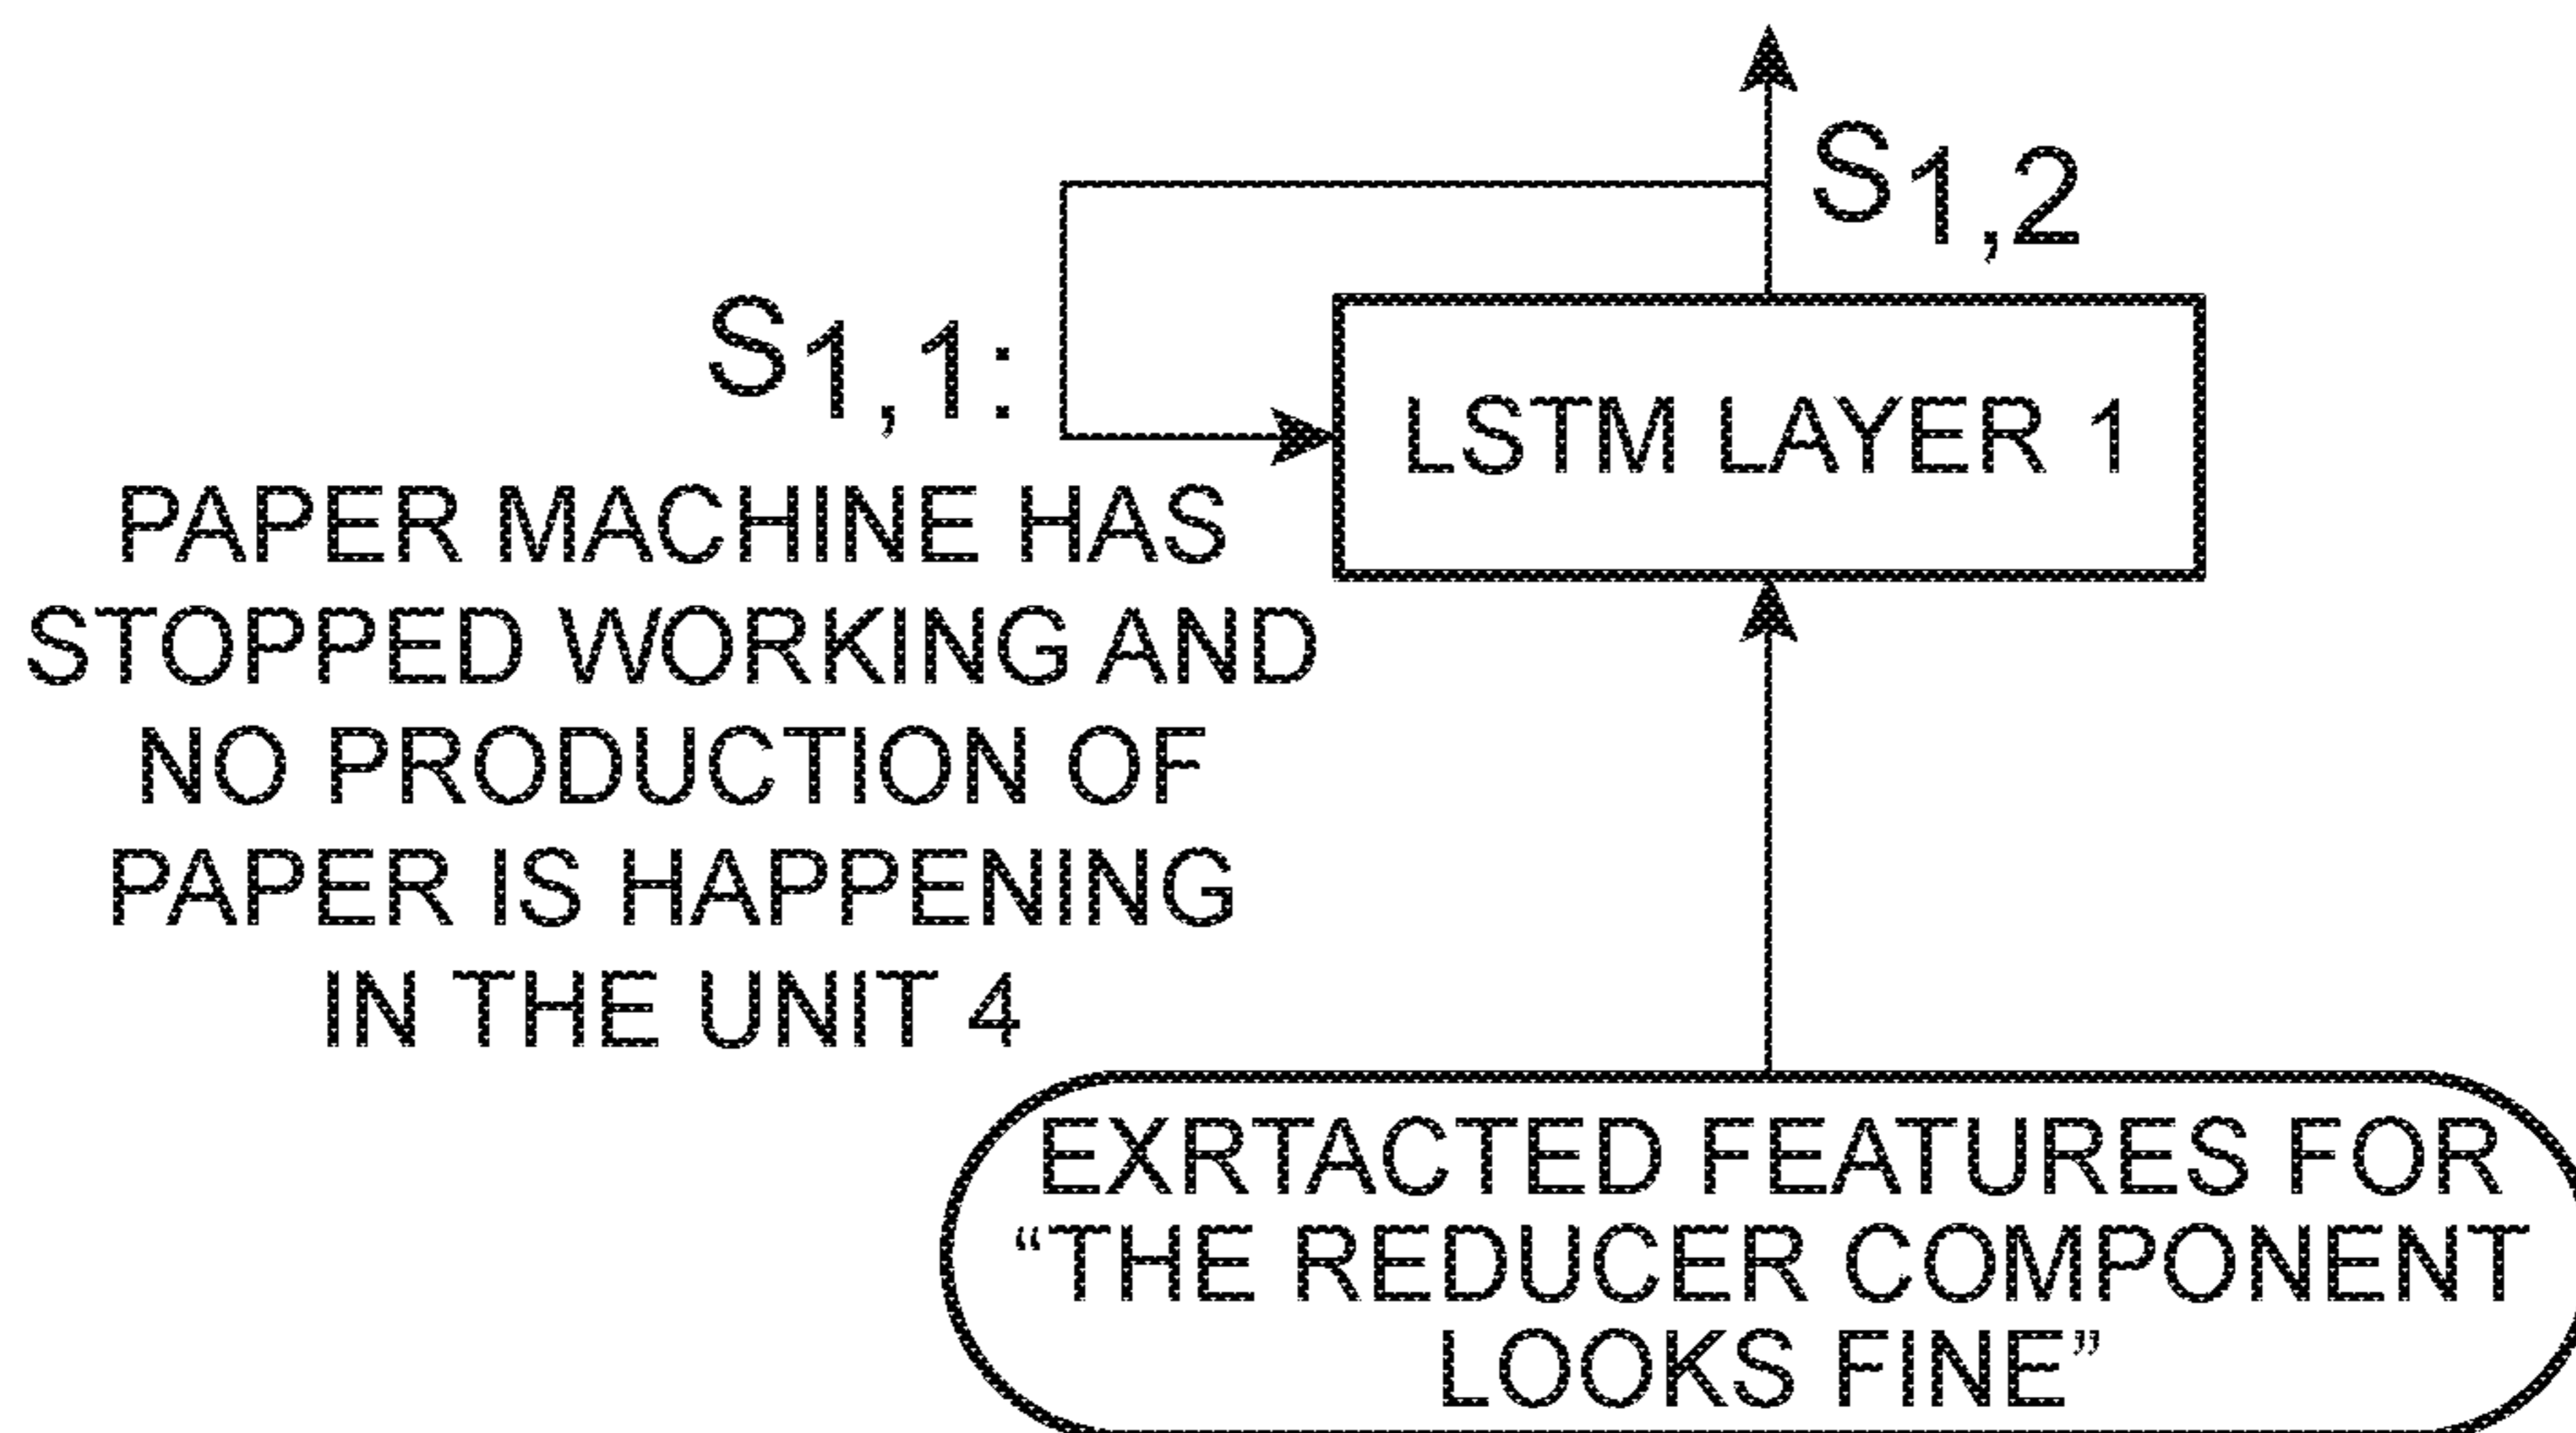 S1,2
S1,1:
LSTM LAYER 1
PAPER MACHINE HAS
STOPPED WORKING AND
NO PRODUCTION OF
PAPER IS HAPPENING
IN THE UNIT 4
EXRTACTED FEATURES FOR
“THE REDUCER COMPONENT
LOOKS FINE”